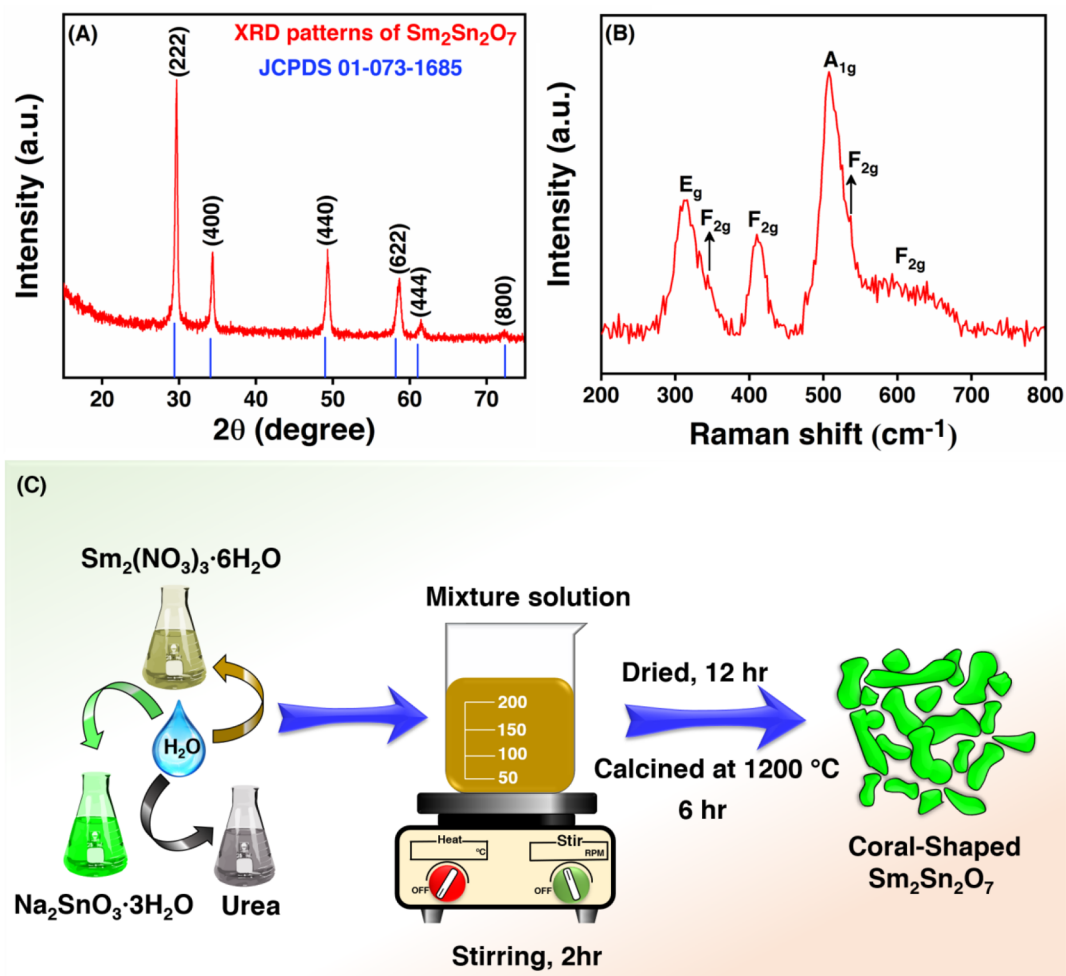 (A)
XRD patterns of Sm₂Sn₂O₇
JCPDS 01-073-1685
(222)
(400)
(440)
(622)
(444)
(800)
Intensity (a.u.)
20 30 40 50 60 70
2θ (degree)
(B)
A₁g
F₂g
Eg
F₂g
F₂g
F₂g
Intensity (a.u.)
200 300 400 500 600 700 800
Raman shift (cm⁻¹)
(C)
Sm₂(NO₃)₃·6H₂O
H₂O
Na₂SnO₃·3H₂O
Urea
Mixture solution
200
150
100
50
Heat
°C
OFF
Stir
RPM
OFF
Stirring, 2hr
Dried, 12 hr
Calcined at 1200 °C
6 hr
Coral-Shaped
Sm₂Sn₂O₇